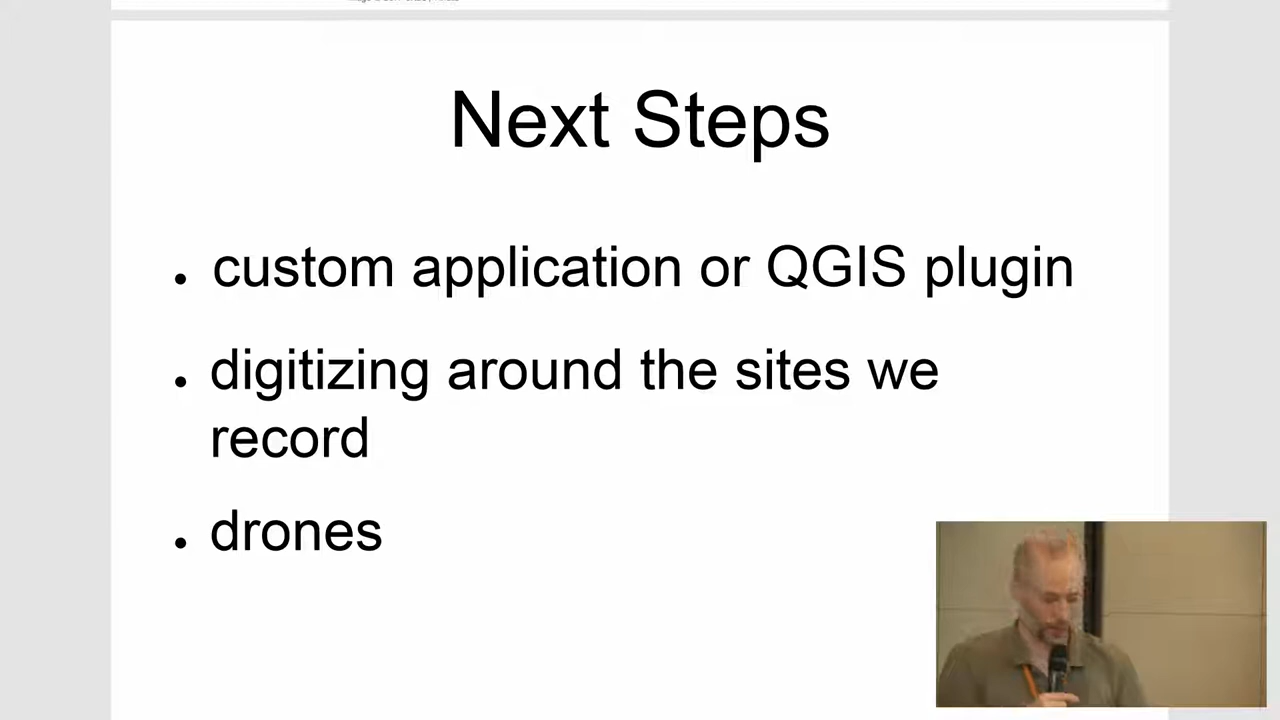 Next Steps
. custom application or QGIS plugin
. digitizing around the sites we
record
. drones